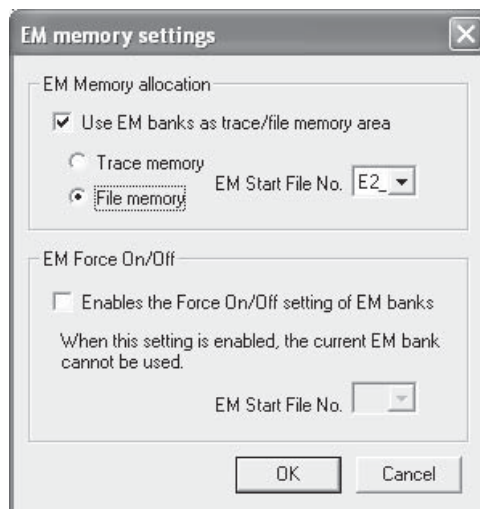 EM memory settings
EM Memory allocation
Use EM banks as trace/file memory area
Trace memory
File memory
EM Start File No.
E2_
EM Force On/Off
Enables the Force On/Off setting of EM banks
When this setting is enabled, the current EM bank
cannot be used.
EM Start File No.
OK
Cancel